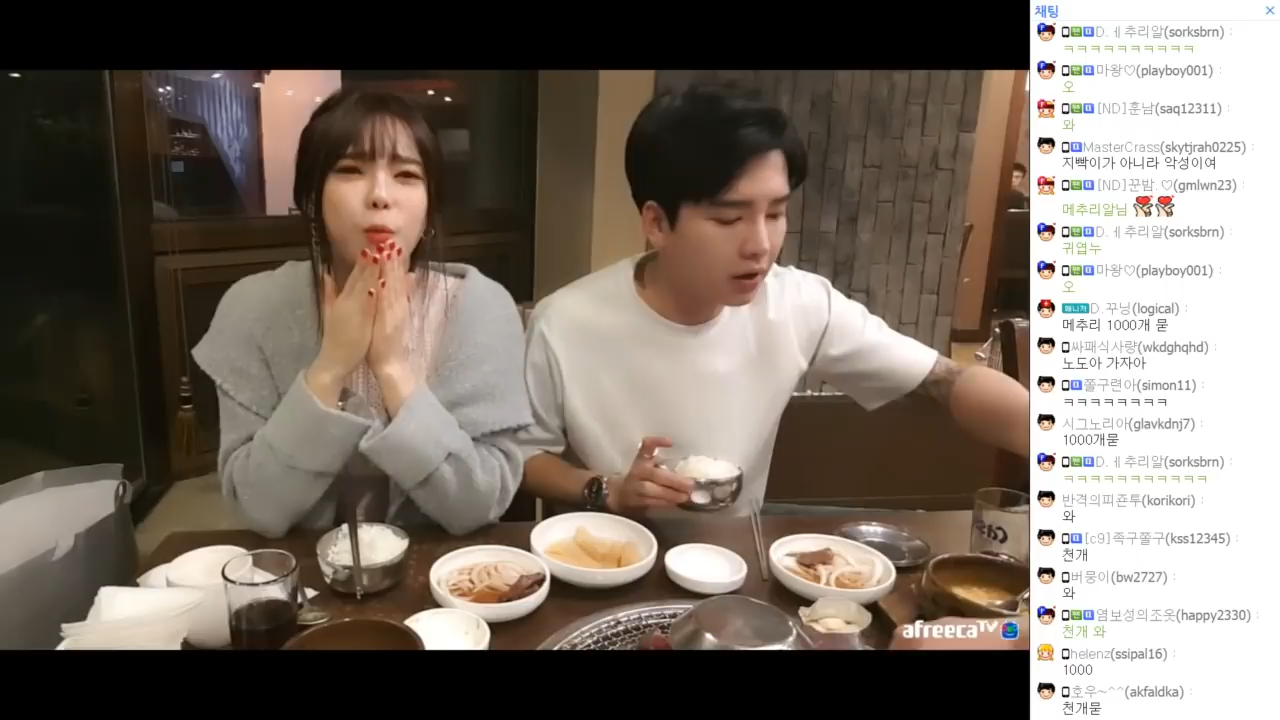 채팅
D.ㅔ추리알(sorksbrn) :
ㅋㅋㅋㅋㅋㅋㅋㅋㅋㅋ
마왕♡(playboy001) :
오
[ND]훈남(saq12311) :
와
MasterCrass(skytjrah0225) :
지빡이가 아니라 악성이여
[ND]꾼밤.♡(gmlwn23) :
메추리알님
D.ㅔ추리알(sorksbrn) :
귀엽누
마왕♡(playboy001) :
오
매니저 D.꾸닝(logical) :
메추리 1000개 묻
싸패식사량(wkdghqhd) :
노도아 가자아
쫄구련아(simon11) :
ㅋㅋㅋㅋㅋㅋㅋㅋ
시그노리아(glavkdnj7) :
1000개묻
D.ㅔ추리알(sorksbrn) :
ㅋㅋㅋㅋㅋㅋㅋㅋㅋㅋㅋ
반격의피죤투(korikori) :
와
[c9]족구쫄구(kss12345) :
천개
버뭉이(bw2727) :
와
염보성의조옷(happy2330) :
천개 와
helenz(ssipal16) :
1000
호우~^^(akfaldka) :
천개묻
afreecaTV